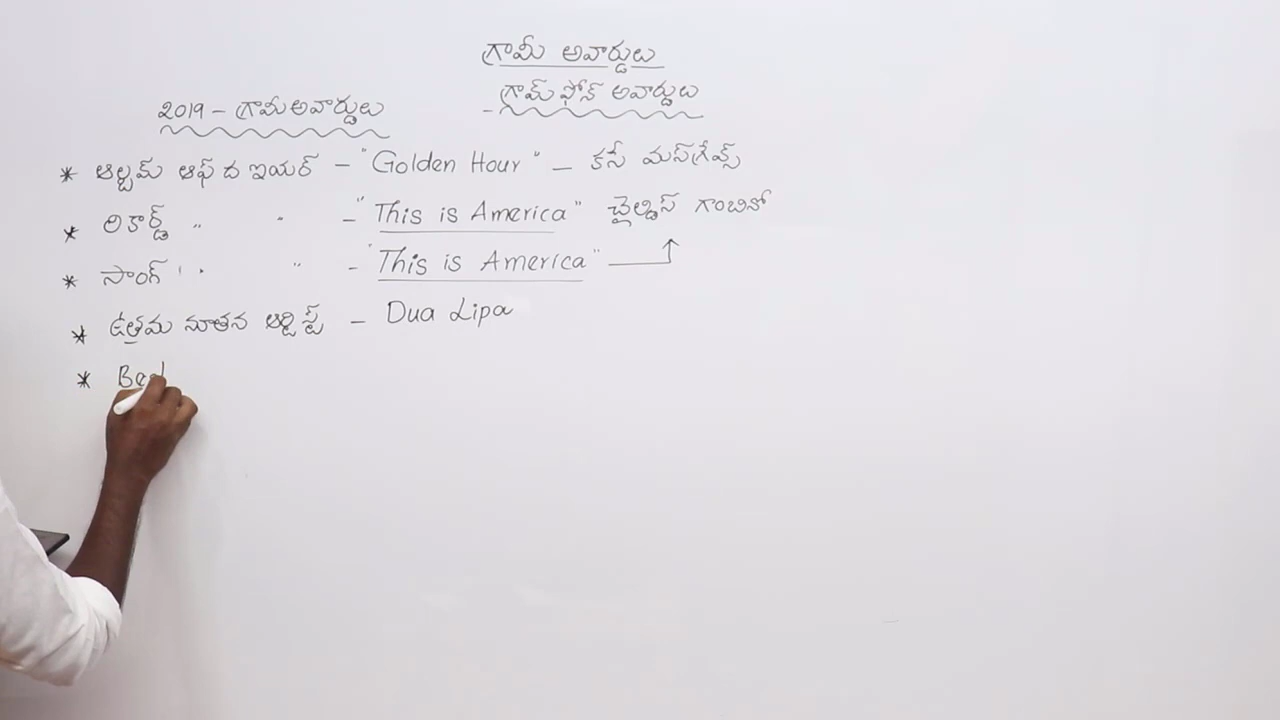 గ్రామీ అవార్డులు
- గ్రామ్ ఫోన్ అవార్డులు
2019 - గ్రామీ అవార్డులు
* ఆల్బమ్ ఆఫ్ ద ఇయర్ - "Golden Hour" - కసే మస్‌గ్రేవ్స్
* రికార్డ్ " " - "This is America" చైల్డిస్ గాంబినో
* సాంగ్ " " - "This is America"
* ఉత్తమ నూతన ఆర్టిస్ట్ - Dua Lipa
*